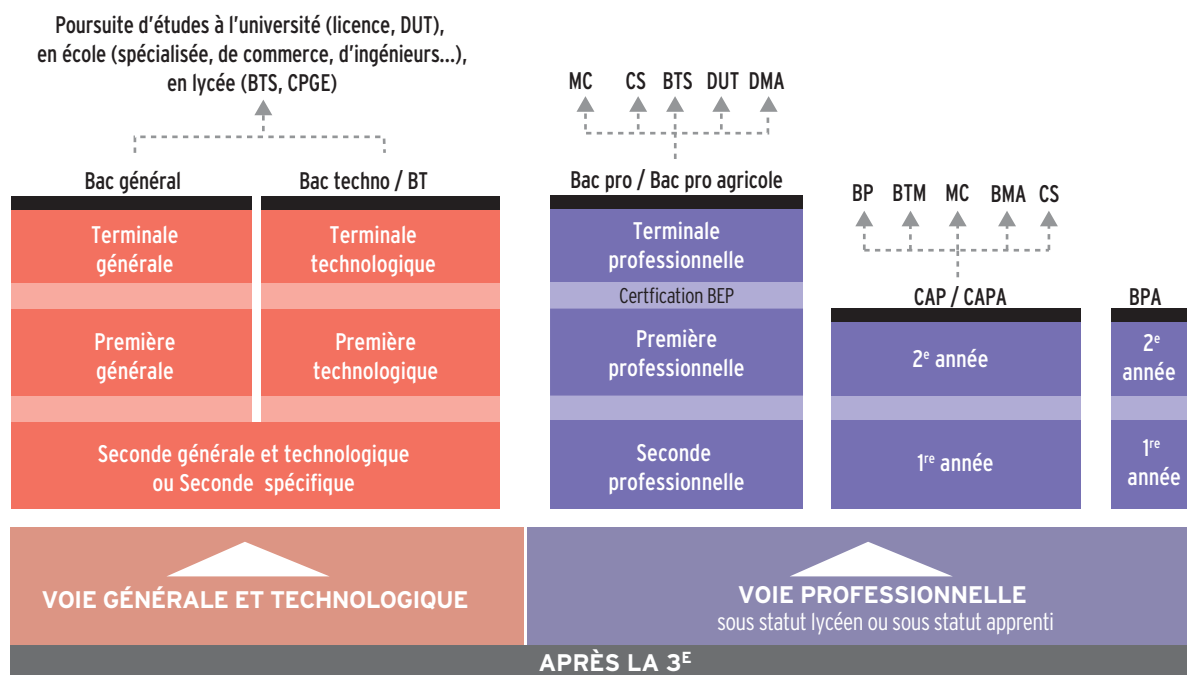 Poursuite d'études à l'université (licence, DUT),
en école (spécialisée, de commerce, d'ingénieurs...),
en lycée (BTS, CPGE)
Bac général
Bac techno / BT
Terminale
générale
Terminale
technologique
Première
générale
Première
technologique
Seconde générale et technologique
ou Seconde spécifique
VOIE GÉNÉRALE ET TECHNOLOGIQUE
MC CS BTS DUT DMA
Bac pro / Bac pro agricole
Terminale
professionnelle
Certfication BEP
Première
professionnelle
Seconde
professionnelle
BP BTM MC BMA CS
CAP / CAPA
2e année
1re année
BPA
2e
année
1re
année
VOIE PROFESSIONNELLE
sous statut lycéen ou sous statut apprenti
APRÈS LA 3E